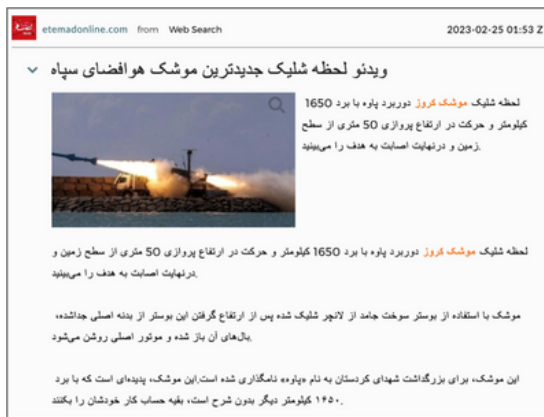 etemadonline.com from Web Search 2023-02-25 01:53 Z
ویدئو لحظه شلیک جدیدترین موشک هوافضای سپاه
لحظه شلیک موشک کروز دوربرد پاوه با برد 1650
کیلومتر و حرکت در ارتفاع پروازی 50 متری از سطح
زمین و درنهایت اصابت به هدف را می‌بینید.
لحظه شلیک موشک کروز دوربرد پاوه با برد 1650 کیلومتر و حرکت در ارتفاع پروازی 50 متری از سطح زمین و
درنهایت اصابت به هدف را می‌بینید.
موشک با استفاده از بوستر سوخت جامد از لانچر شلیک شده پس از ارتفاع گرفتن این بوستر از بدنه اصلی جداشده،
بال‌های آن باز شده و موتور اصلی روشن می‌شود.
این موشک، برای بزرگداشت شهدای کردستان به نام «پاوه» نامگذاری شده است.این موشک، پدیده‌ای است که با برد
۱۶۵۰ کیلومتر دیگر بدون شرح است، بقیه حساب کار خودشان را بکنند.